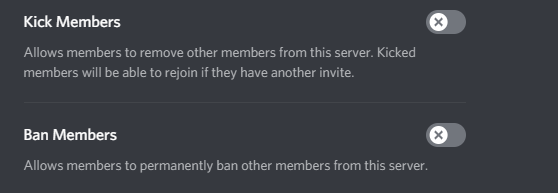 Kick Members
Allows members to remove other members from this server. Kicked
members will be able to rejoin if they have another invite.
Ban Members
Allows members to permanently ban other members from this server.